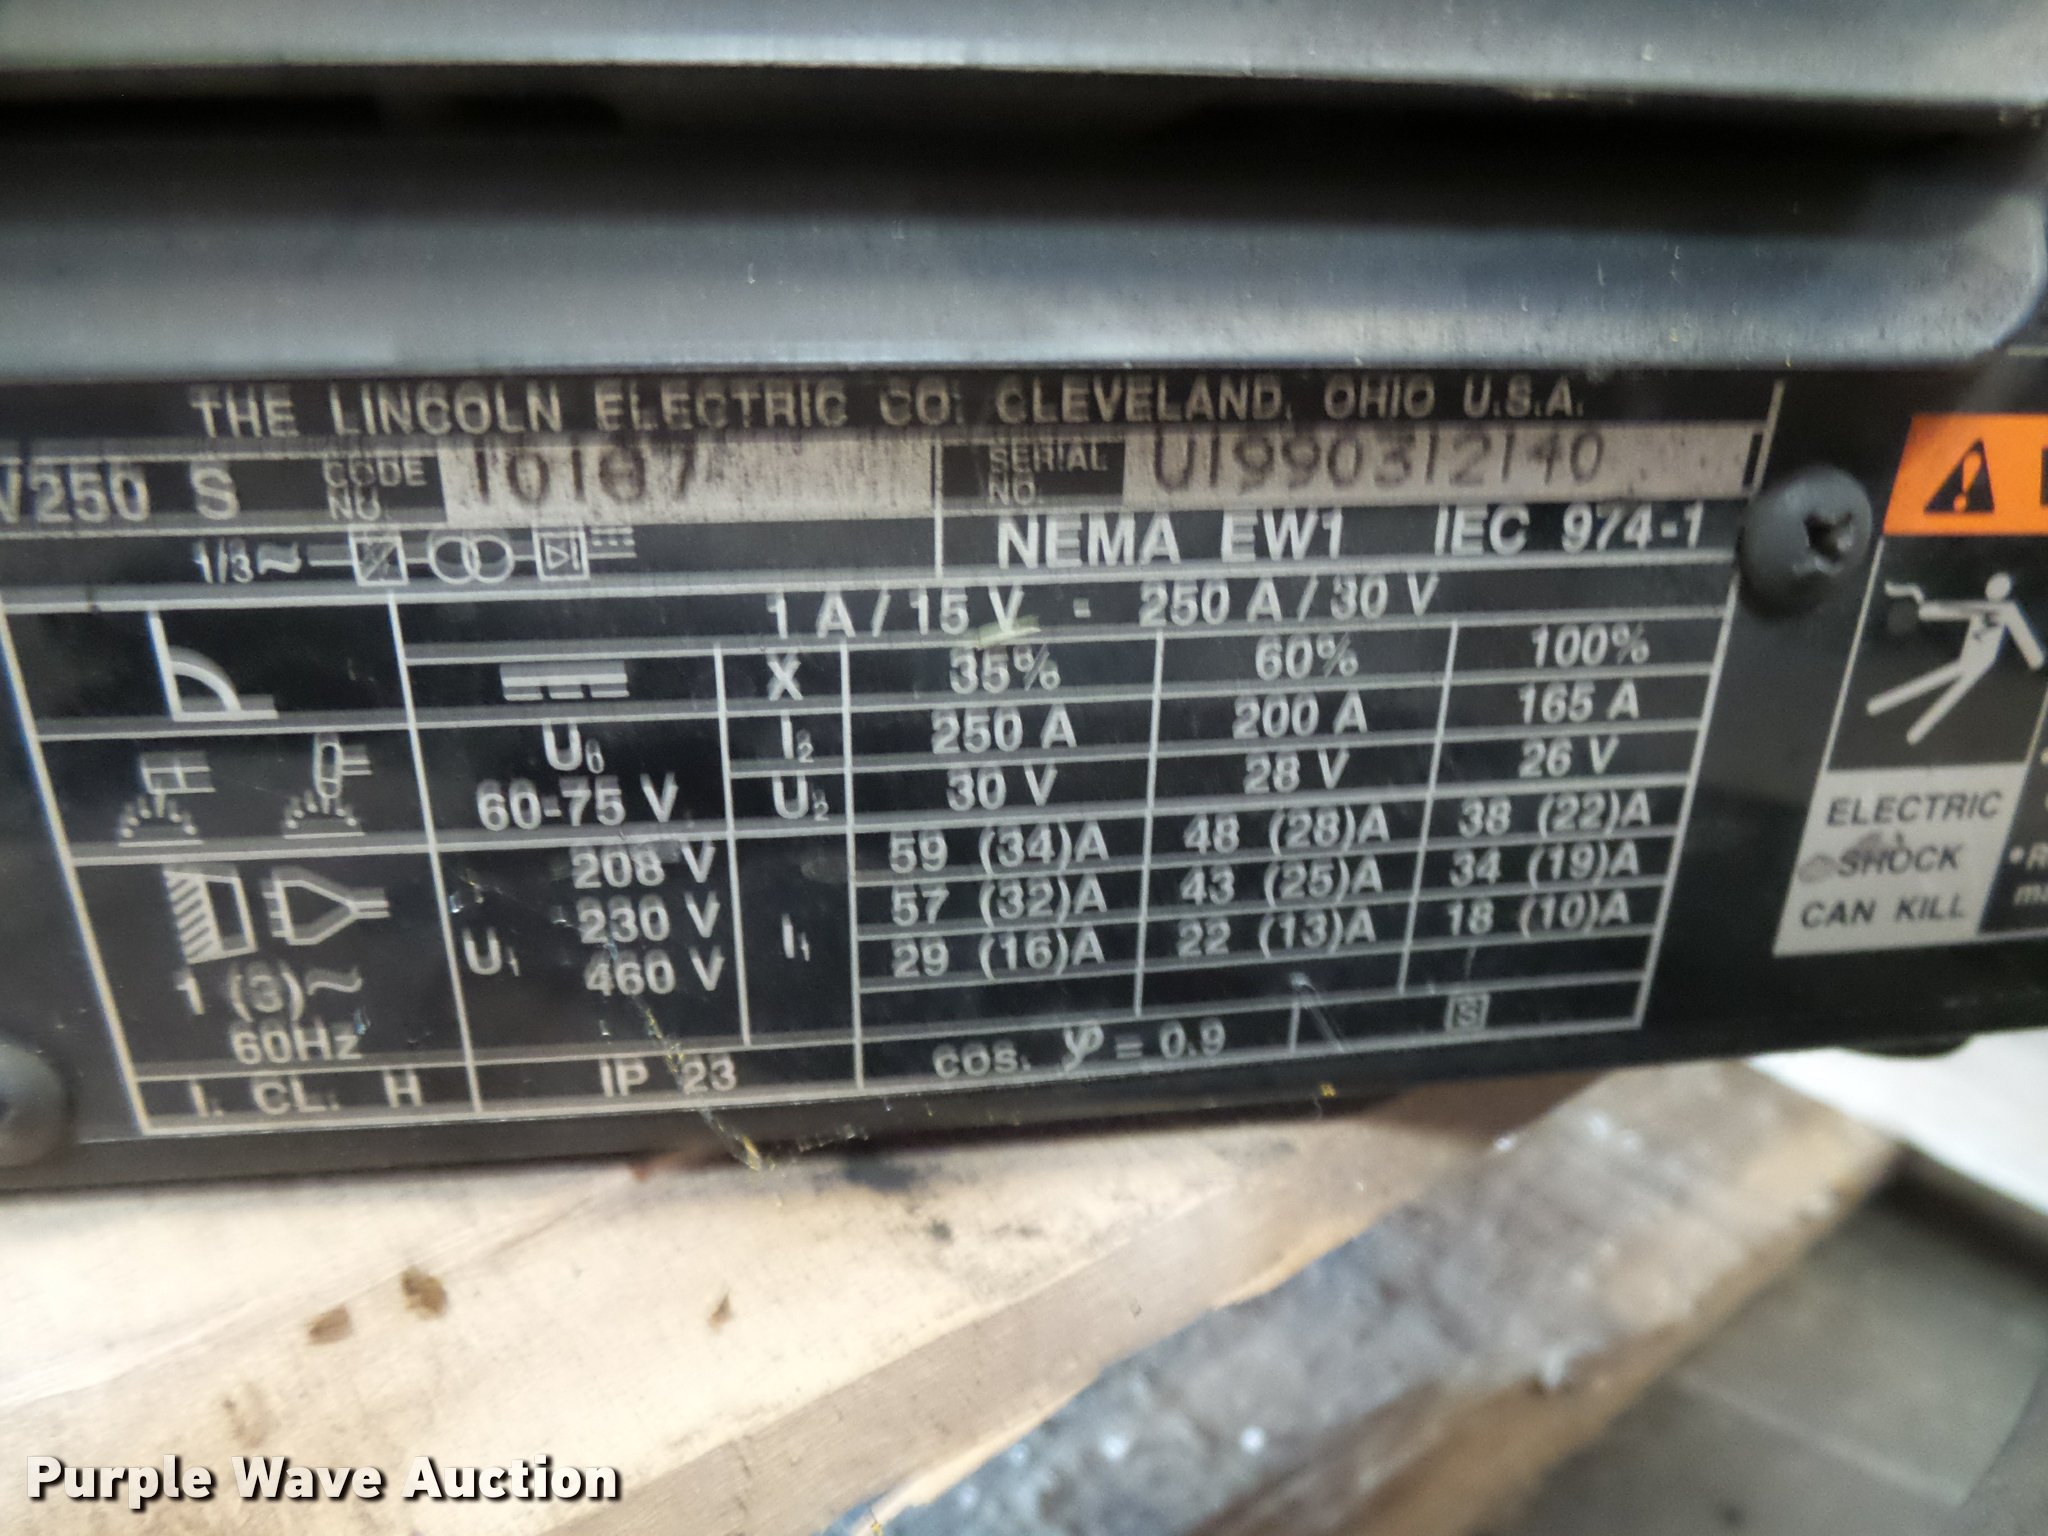 THE LINCOLN ELECTRIC CO. CLEVELAND, OHIO U.S.A.
V250 S CODE NO. 10187 SERIAL NO. U1990312140
1/3~ NEMA EW1 IEC 974-1
1 A / 15 V - 250 A / 30 V
X 35% 60% 100%
U0 I2 250 A 200 A 165 A
60-75 V U2 30 V 28 V 26 V
208 V 59 (34)A 48 (28)A 38 (22)A
U1 230 V I1 57 (32)A 43 (25)A 34 (19)A
460 V 29 (16)A 22 (13)A 18 (10)A
1 (3)~
60Hz
S
I. CL. H IP 23 cos. φ = 0.9
ELECTRIC
SHOCK
CAN KILL
Purple Wave Auction